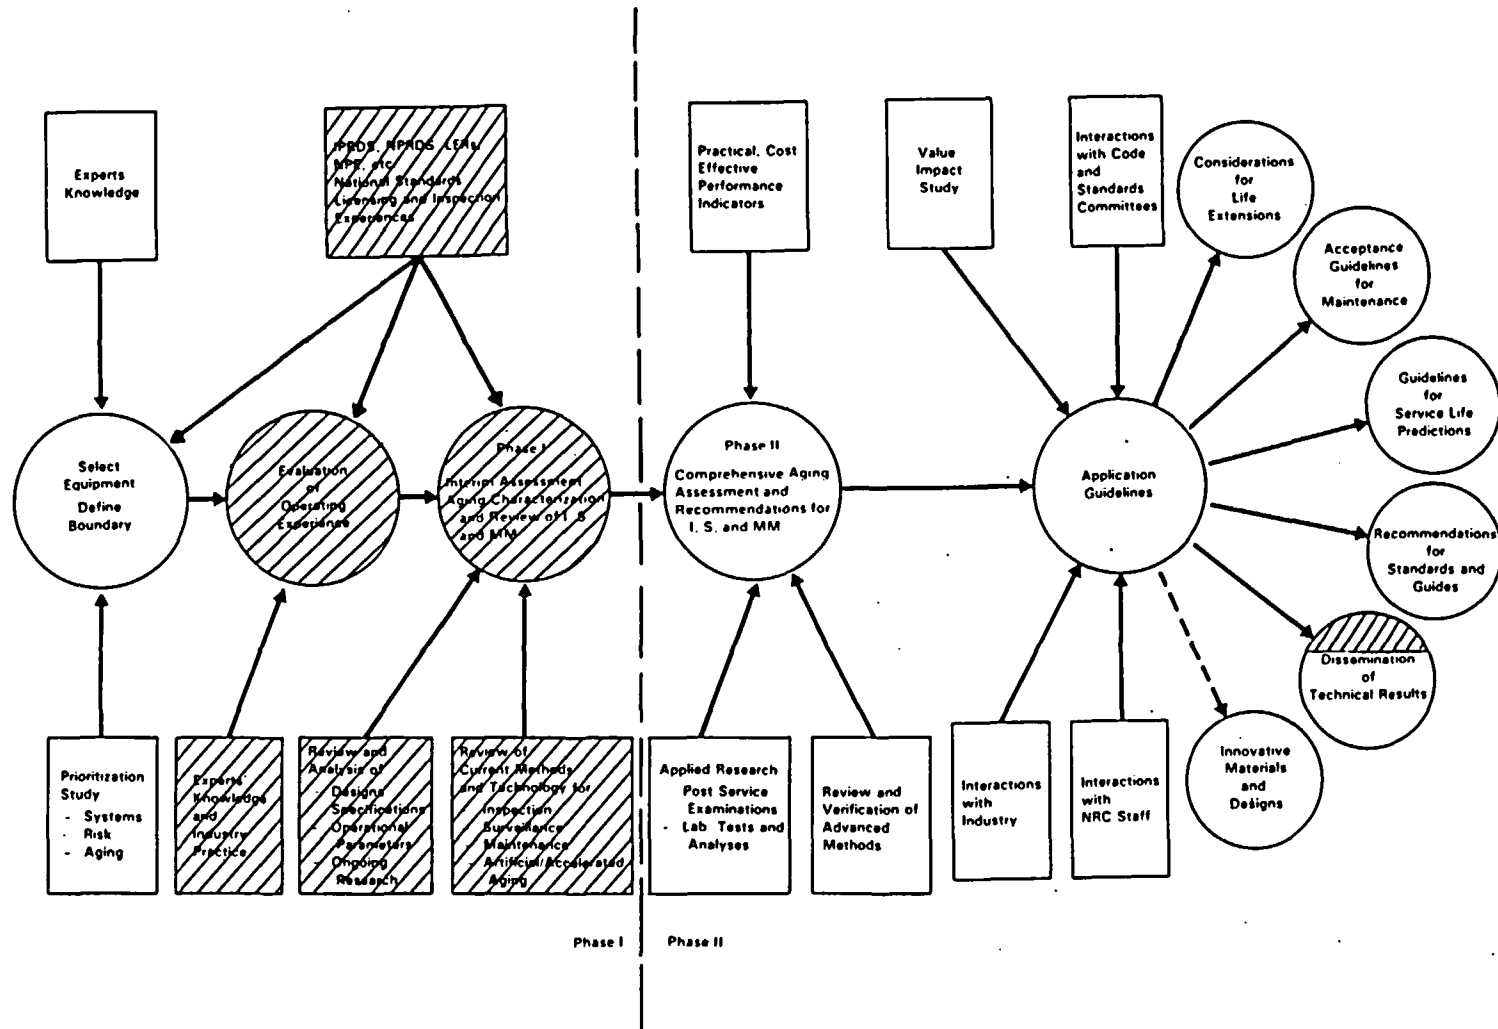 Experts
Knowledge
IPRDS, NPRDS, LERs,
NPE, etc.
National Standards
Licensing and Inspection
Experiences
Practical, Cost
Effective
Performance
Indicators
Value
Impact
Study
Interactions
with Code
and
Standards
Committees
Considerations
for
Life
Extensions
Acceptance
Guidelines
for
Maintenance
Guidelines
for
Service Life
Predictions
Select
Equipment
Define
Boundary
Evaluation
of
Operating
Experience
Phase I
Interim Assessment
Aging Characterization
and Review of I, S
and MM
Phase II
Comprehensive Aging
Assessment and
Recommendations for
I, S, and MM
Application
Guidelines
Recommendations
for
Standards and
Guides
Dissemination
of
Technical Results
Innovative
Materials
and
Designs
Prioritization
Study
- Systems
- Risk
- Aging
Experts'
Knowledge
and
Industry
Practice
Review and
Analysis of
- Designs
Specifications
- Operational
Parameters
- Ongoing
Research
Review of
Current Methods
and Technology for
- Inspection
- Surveillance
- Maintenance
- Artificial/Accelerated
Aging
Applied Research
Post Service
Examinations
- Lab Tests and
Analyses
Review and
Verification of
Advanced
Methods
Interactions
with
Industry
Interactions
with
NRC Staff
Phase I
Phase II